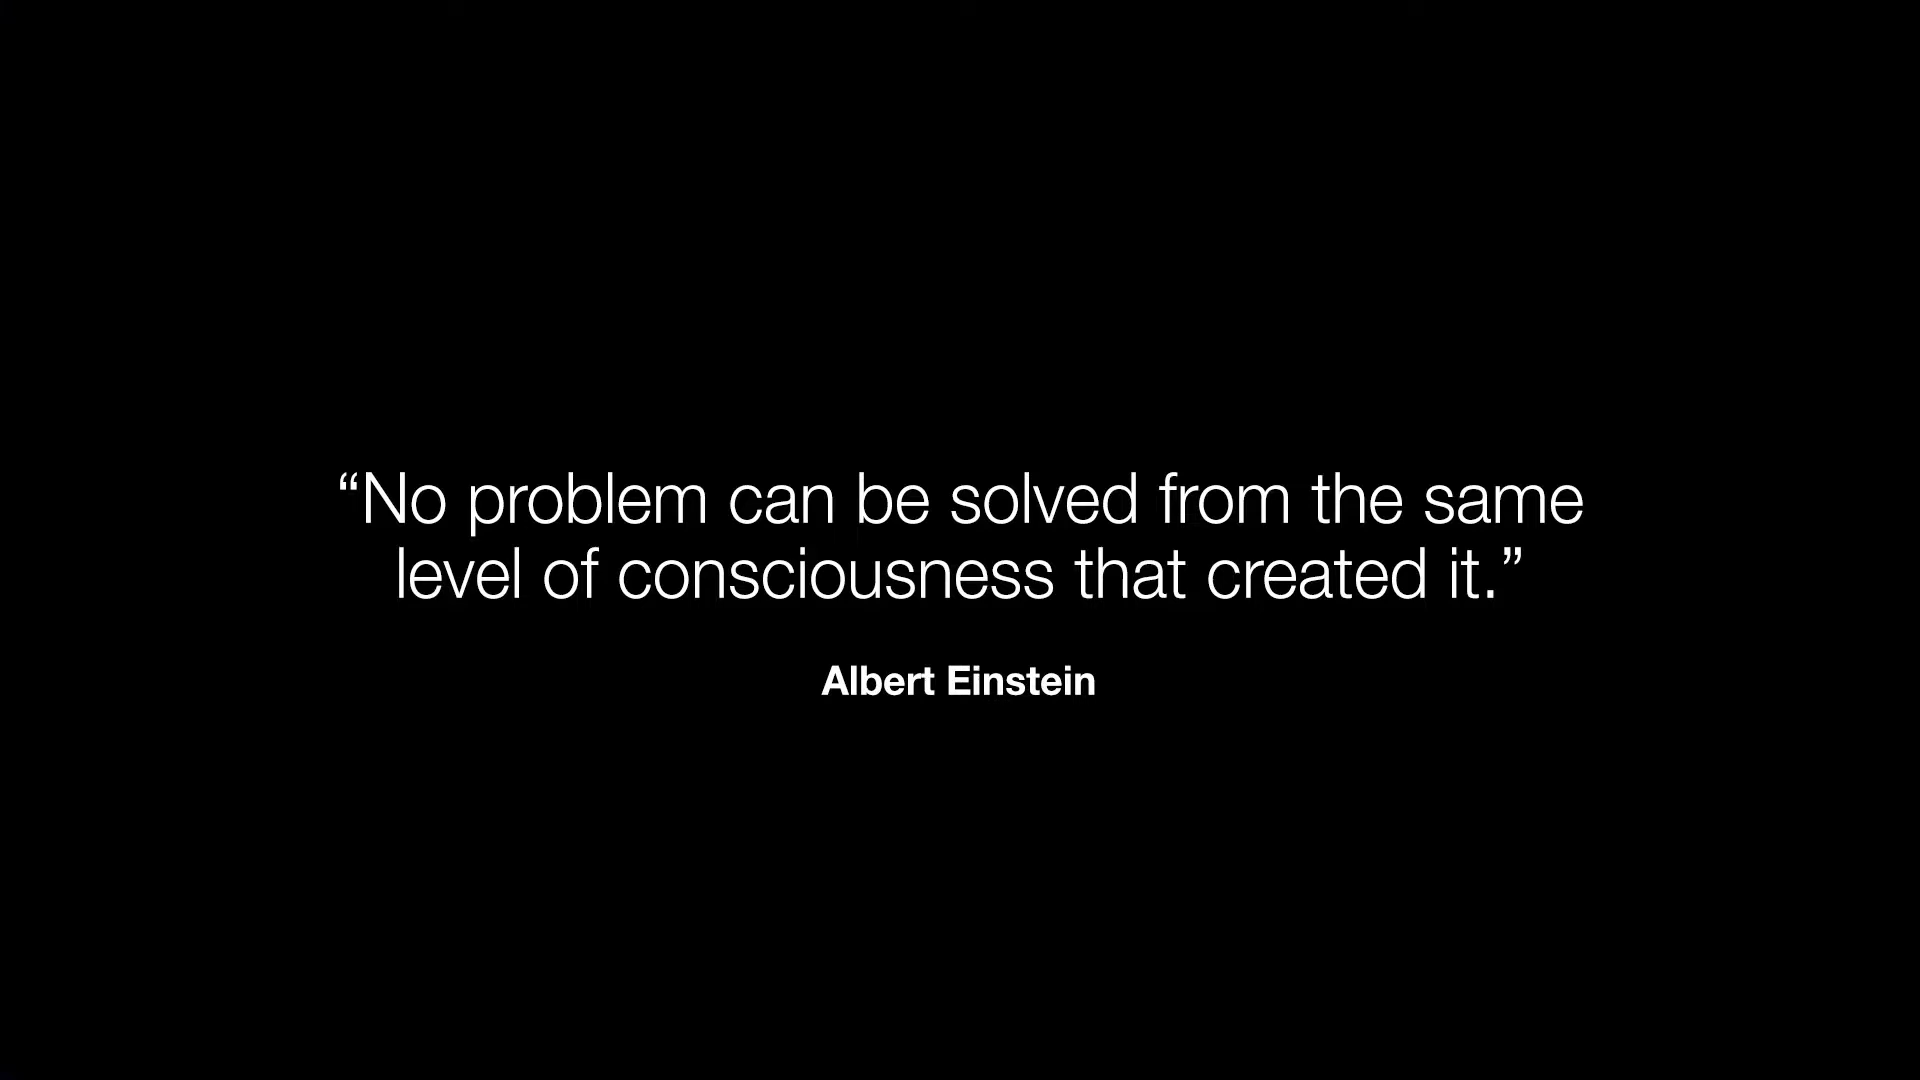 “No problem can be solved from the same
level of consciousness that created it.”
Albert Einstein